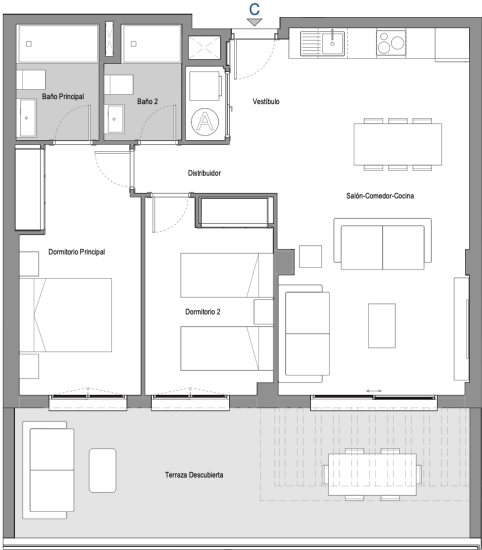 C
Baño Principal
Baño 2
Vestíbulo
A
Distribuidor
Salón-Comedor-Cocina
Dormitorio Principal
Dormitorio 2
Terraza Descubierta